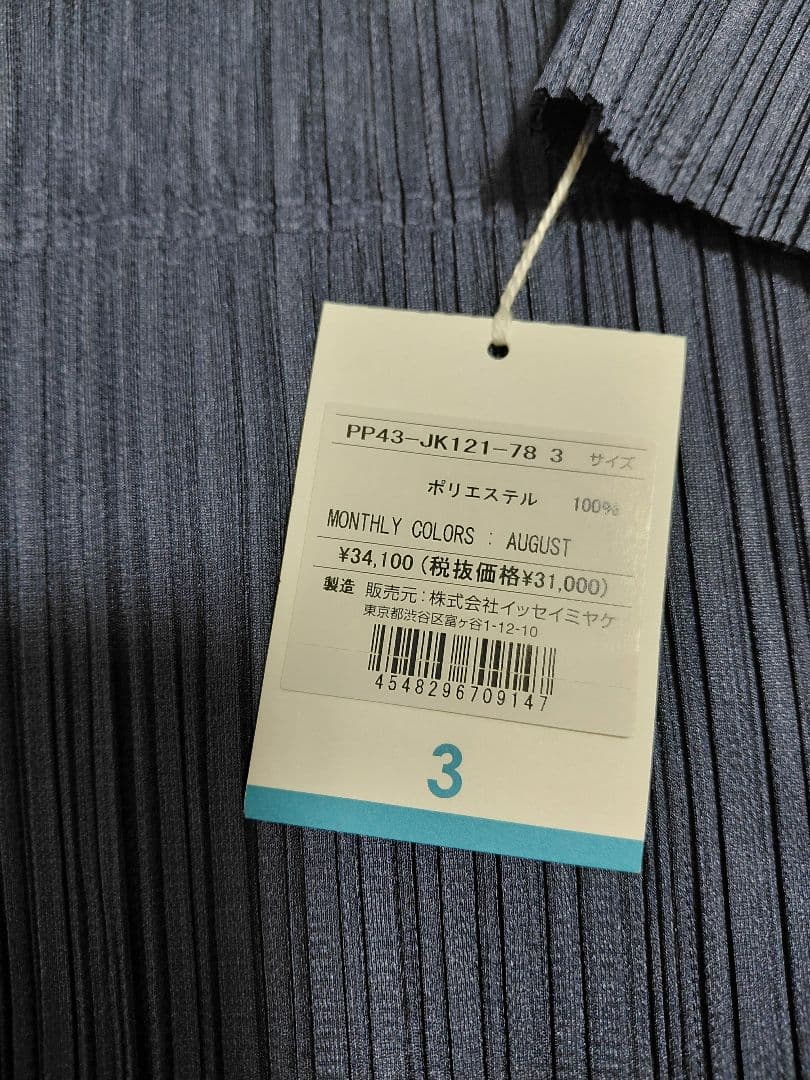 PP43-JK121-78 3 サイズ
ポリエステル 100%
MONTHLY COLORS : AUGUST
¥34,100(税抜価格¥31,000)
製造 販売元:株式会社イッセイミヤケ
東京都渋谷区富ヶ谷1-12-10
4548296709147
3